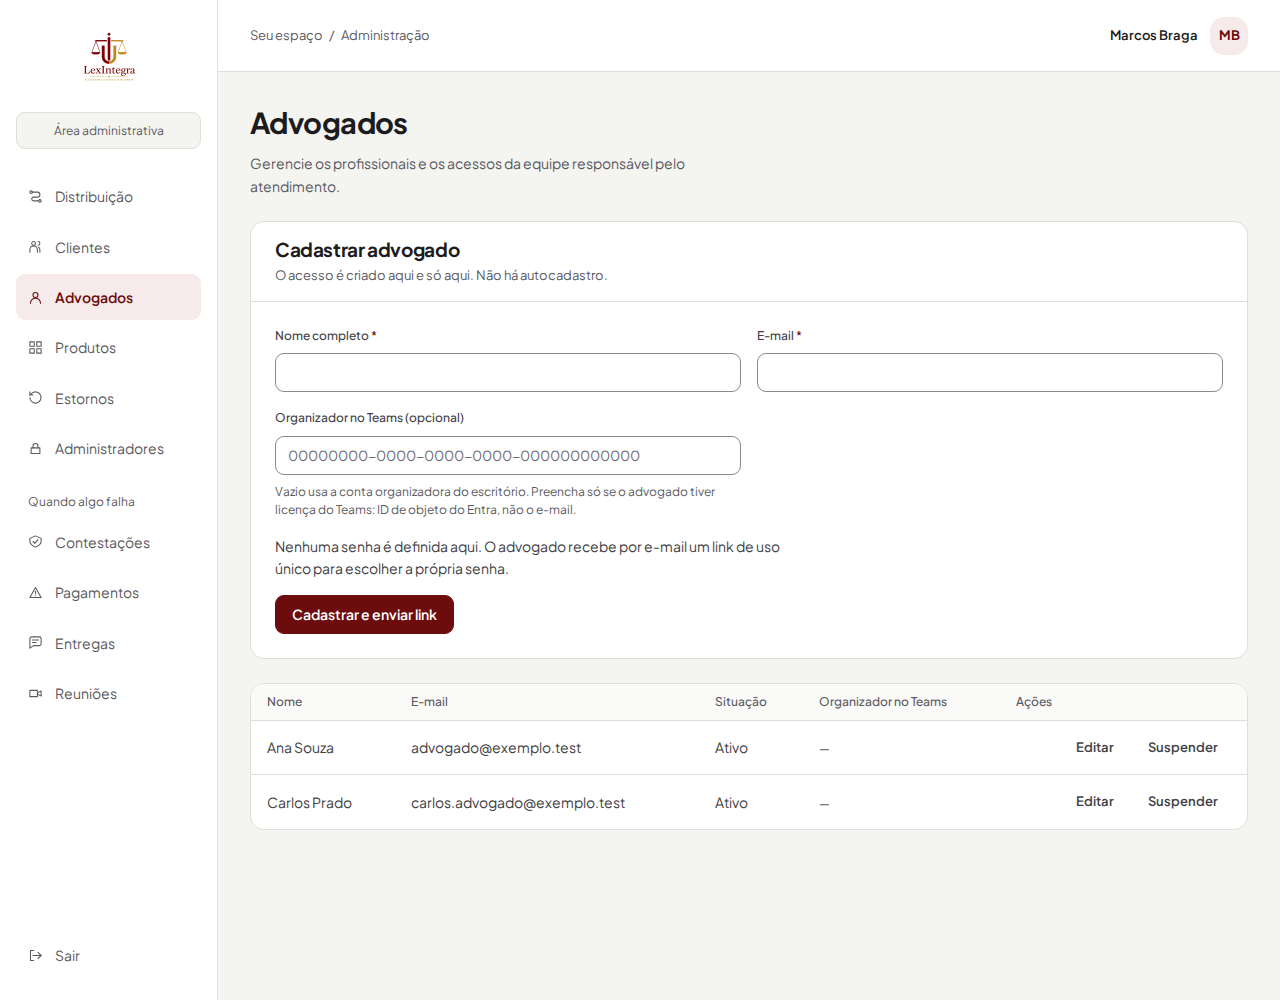 LexIntegra
Área administrativa
Distribuição
Clientes
Advogados
Produtos
Estornos
Administradores
Quando algo falha
Contestações
Pagamentos
Entregas
Reuniões
Sair
Seu espaço / Administração
Marcos Braga MB
Advogados
Gerencie os profissionais e os acessos da equipe responsável pelo
atendimento.
Cadastrar advogado
O acesso é criado aqui e só aqui. Não há autocadastro.
Nome completo * E-mail *
Organizador no Teams (opcional)
00000000-0000-0000-0000-000000000000
Vazio usa a conta organizadora do escritório. Preencha só se o advogado tiver
licença do Teams: ID de objeto do Entra, não o e-mail.
Nenhuma senha é definida aqui. O advogado recebe por e-mail um link de uso
único para escolher a própria senha.
Cadastrar e enviar link
Nome E-mail Situação Organizador no Teams Ações
Ana Souza advogado@exemplo.test Ativo — Editar Suspender
Carlos Prado carlos.advogado@exemplo.test Ativo — Editar Suspender